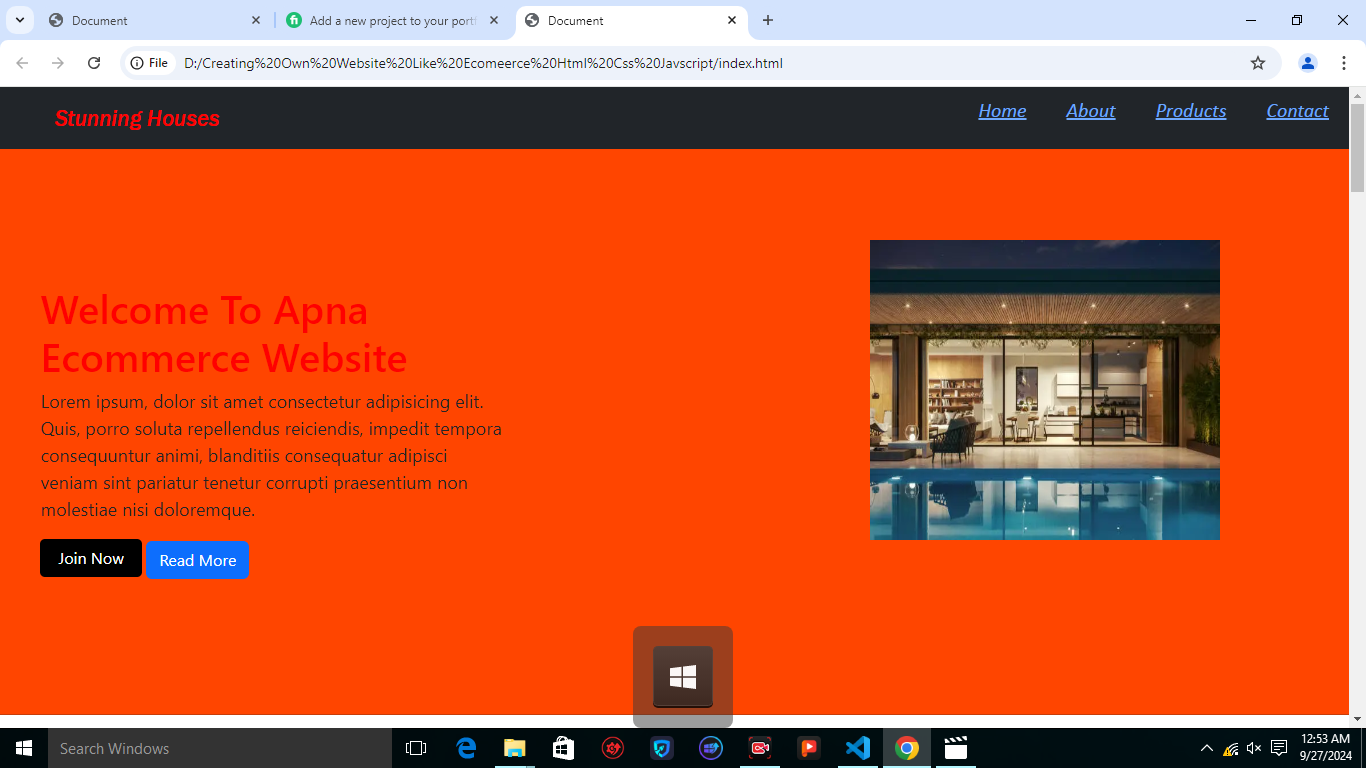 Document
Add a new project to your portf
Document
File
D:/Creating%20Own%20Website%20Like%20Ecomeerce%20Html%20Css%20Javscript/index.html
Stunning Houses
Home
About
Products
Contact
Welcome To Apna
Ecommerce Website
Lorem ipsum, dolor sit amet consectetur adipisicing elit.
Quis, porro soluta repellendus reiciendis, impedit tempora
consequuntur animi, blanditiis consequatur adipisci
veniam sint pariatur tenetur corrupti praesentium non
molestiae nisi doloremque.
Join Now
Read More
Search Windows
12:53 AM
9/27/2024